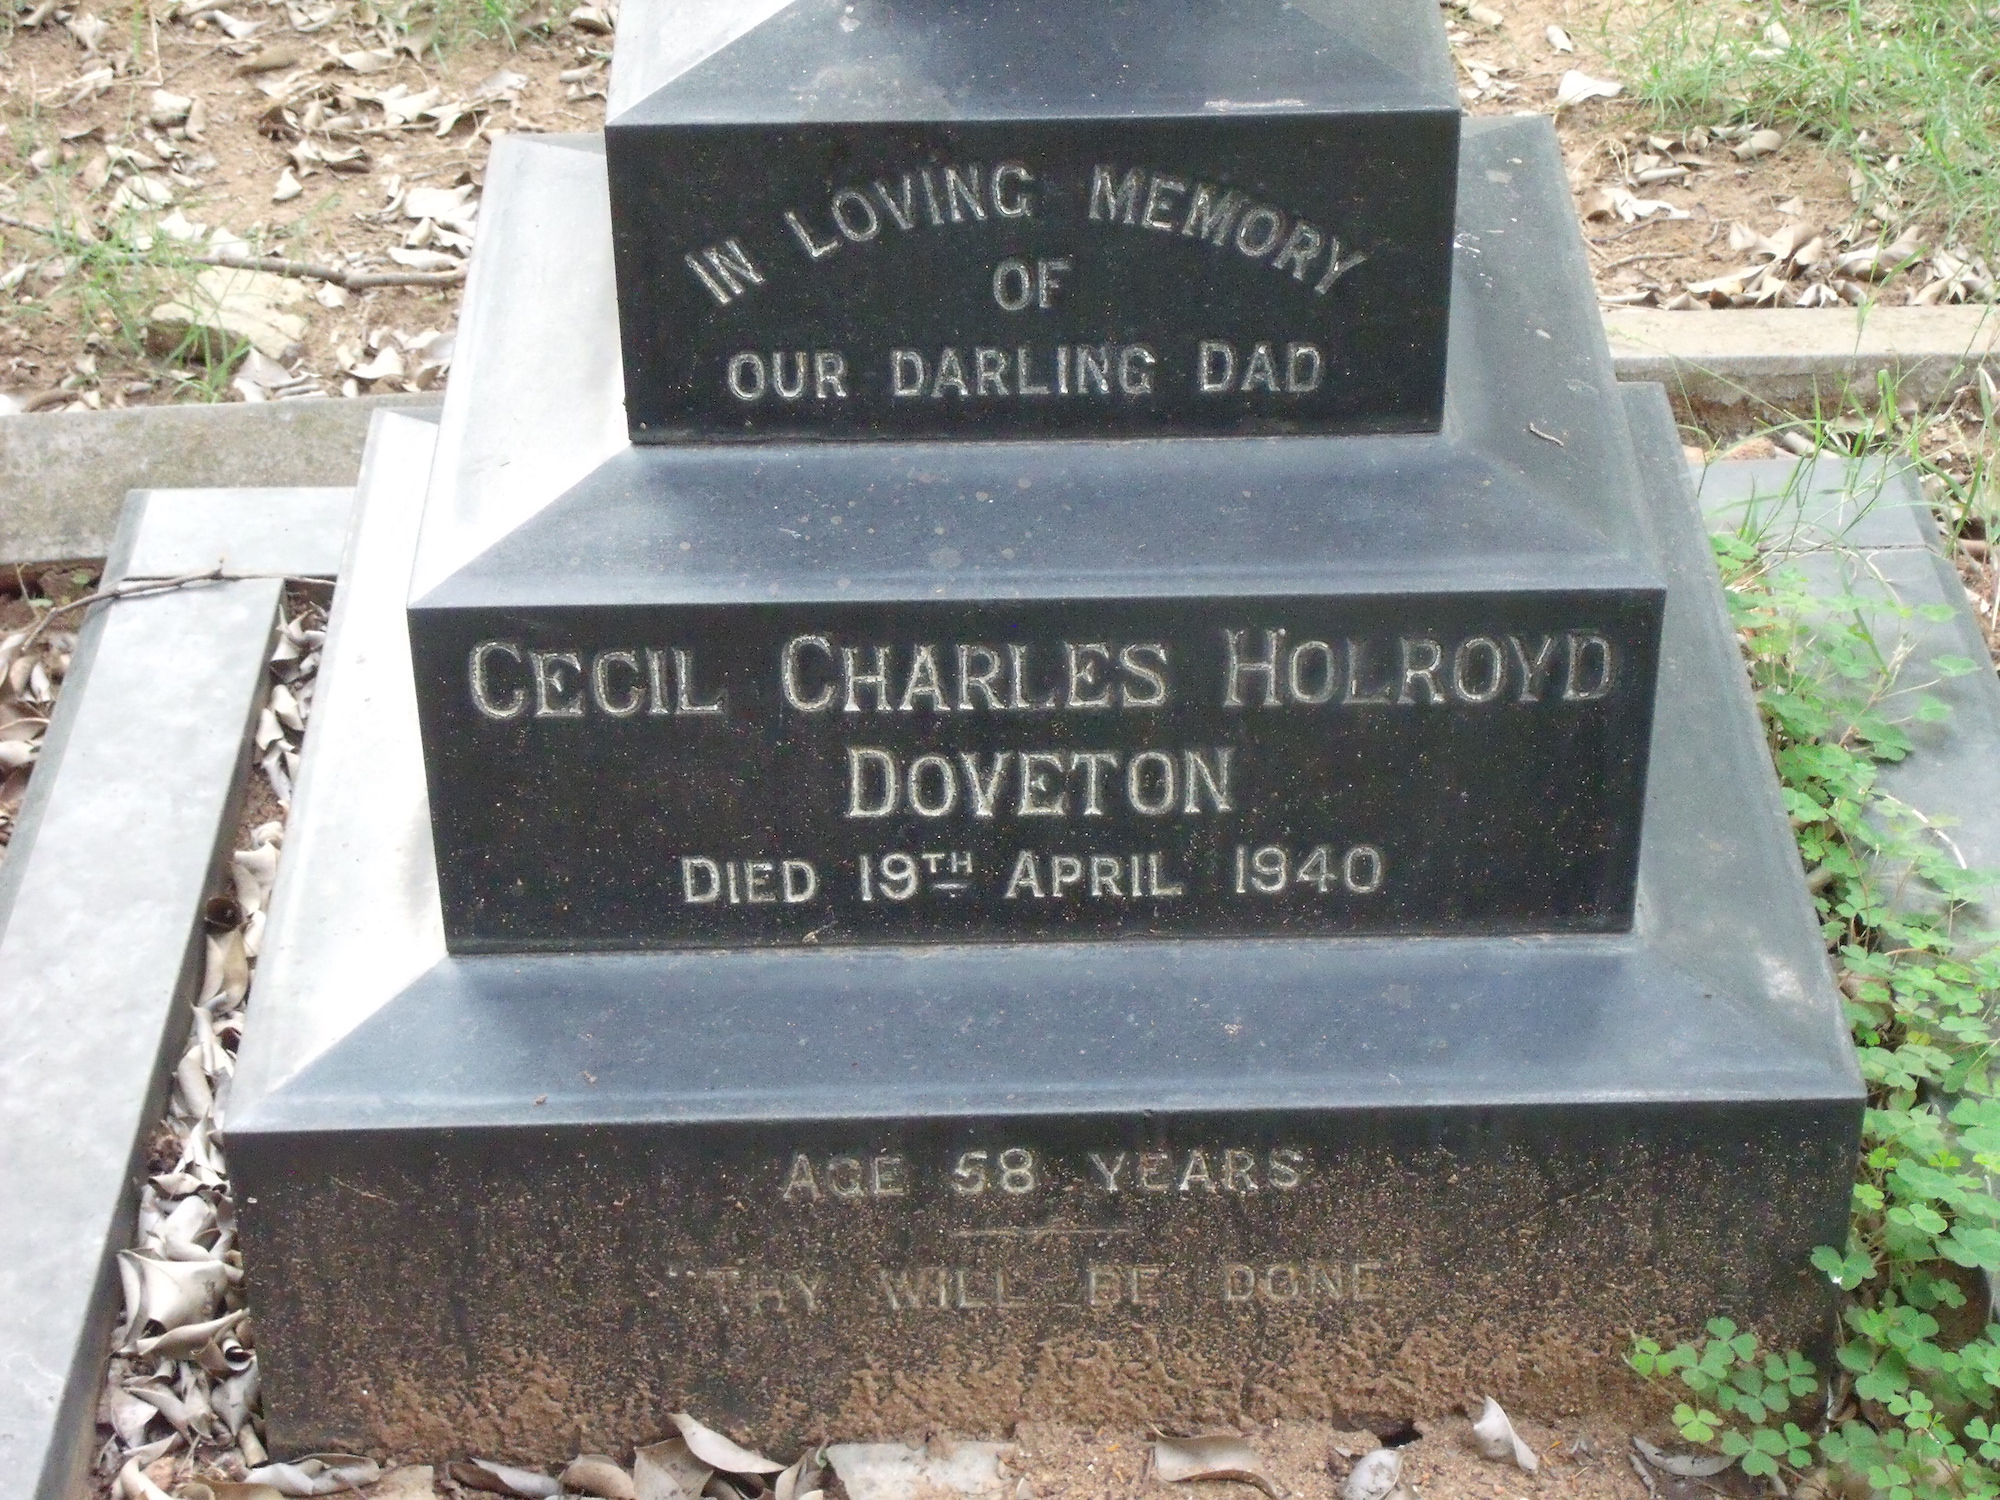 IN LOVING MEMORY
OF
OUR DARLING DAD
CECIL CHARLES HOLROYD
DOVETON
DIED 19TH APRIL 1940
AGE 58 YEARS
"THY WILL BE DONE"